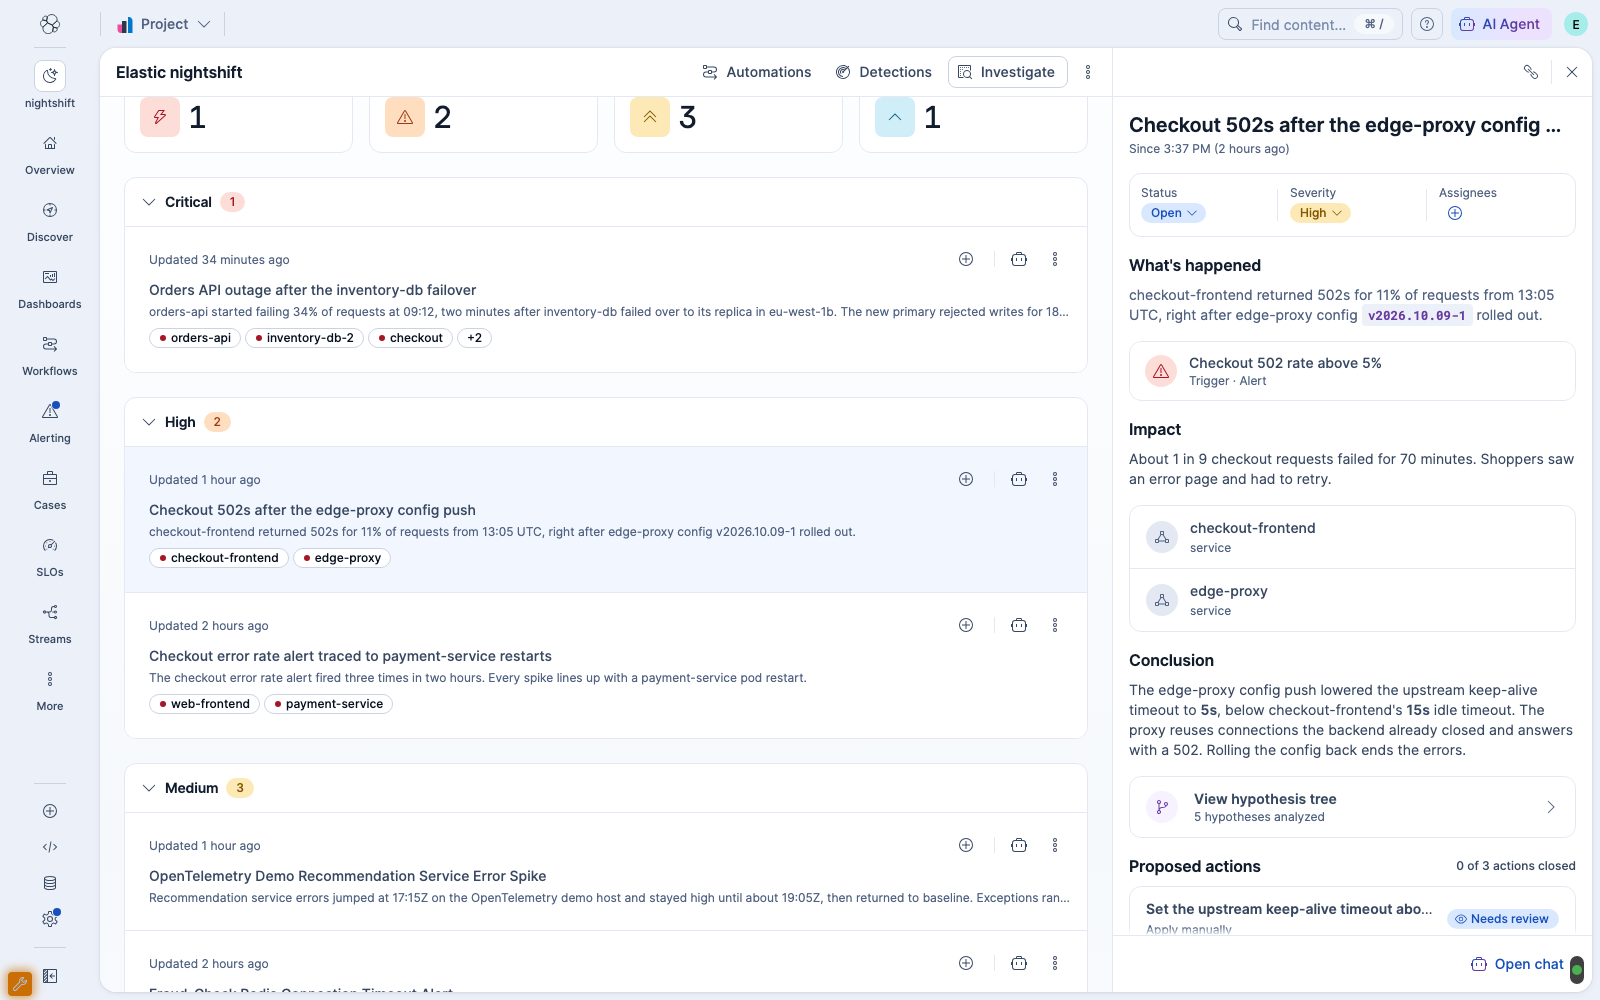 Project
Find content...
⌘ /
AI Agent
E
nightshift
Overview
Discover
Dashboards
Workflows
Alerting
Cases
SLOs
Streams
More
Elastic nightshift
Automations
Detections
Investigate
1
2
3
1
Critical 1
Updated 34 minutes ago
Orders API outage after the inventory-db failover
orders-api started failing 34% of requests at 09:12, two minutes after inventory-db failed over to its replica in eu-west-1b. The new primary rejected writes for 18...
orders-api
inventory-db-2
checkout
+2
High 2
Updated 1 hour ago
Checkout 502s after the edge-proxy config push
checkout-frontend returned 502s for 11% of requests from 13:05 UTC, right after edge-proxy config v2026.10.09-1 rolled out.
checkout-frontend
edge-proxy
Updated 2 hours ago
Checkout error rate alert traced to payment-service restarts
The checkout error rate alert fired three times in two hours. Every spike lines up with a payment-service pod restart.
web-frontend
payment-service
Medium 3
Updated 1 hour ago
OpenTelemetry Demo Recommendation Service Error Spike
Recommendation service errors jumped at 17:15Z on the OpenTelemetry demo host and stayed high until about 19:05Z, then returned to baseline. Exceptions ran...
Updated 2 hours ago
Fraud-Check Redis Connection Timeout Alert
Checkout 502s after the edge-proxy config ...
Since 3:37 PM (2 hours ago)
Status
Open
Severity
High
Assignees
What's happened
checkout-frontend returned 502s for 11% of requests from 13:05
UTC, right after edge-proxy config v2026.10.09-1 rolled out.
Checkout 502 rate above 5%
Trigger · Alert
Impact
About 1 in 9 checkout requests failed for 70 minutes. Shoppers saw
an error page and had to retry.
checkout-frontend
service
edge-proxy
service
Conclusion
The edge-proxy config push lowered the upstream keep-alive
timeout to 5s, below checkout-frontend's 15s idle timeout. The
proxy reuses connections the backend already closed and answers
with a 502. Rolling the config back ends the errors.
View hypothesis tree
5 hypotheses analyzed
Proposed actions
0 of 3 actions closed
Set the upstream keep-alive timeout abo...
Needs review
Apply manually
Open chat